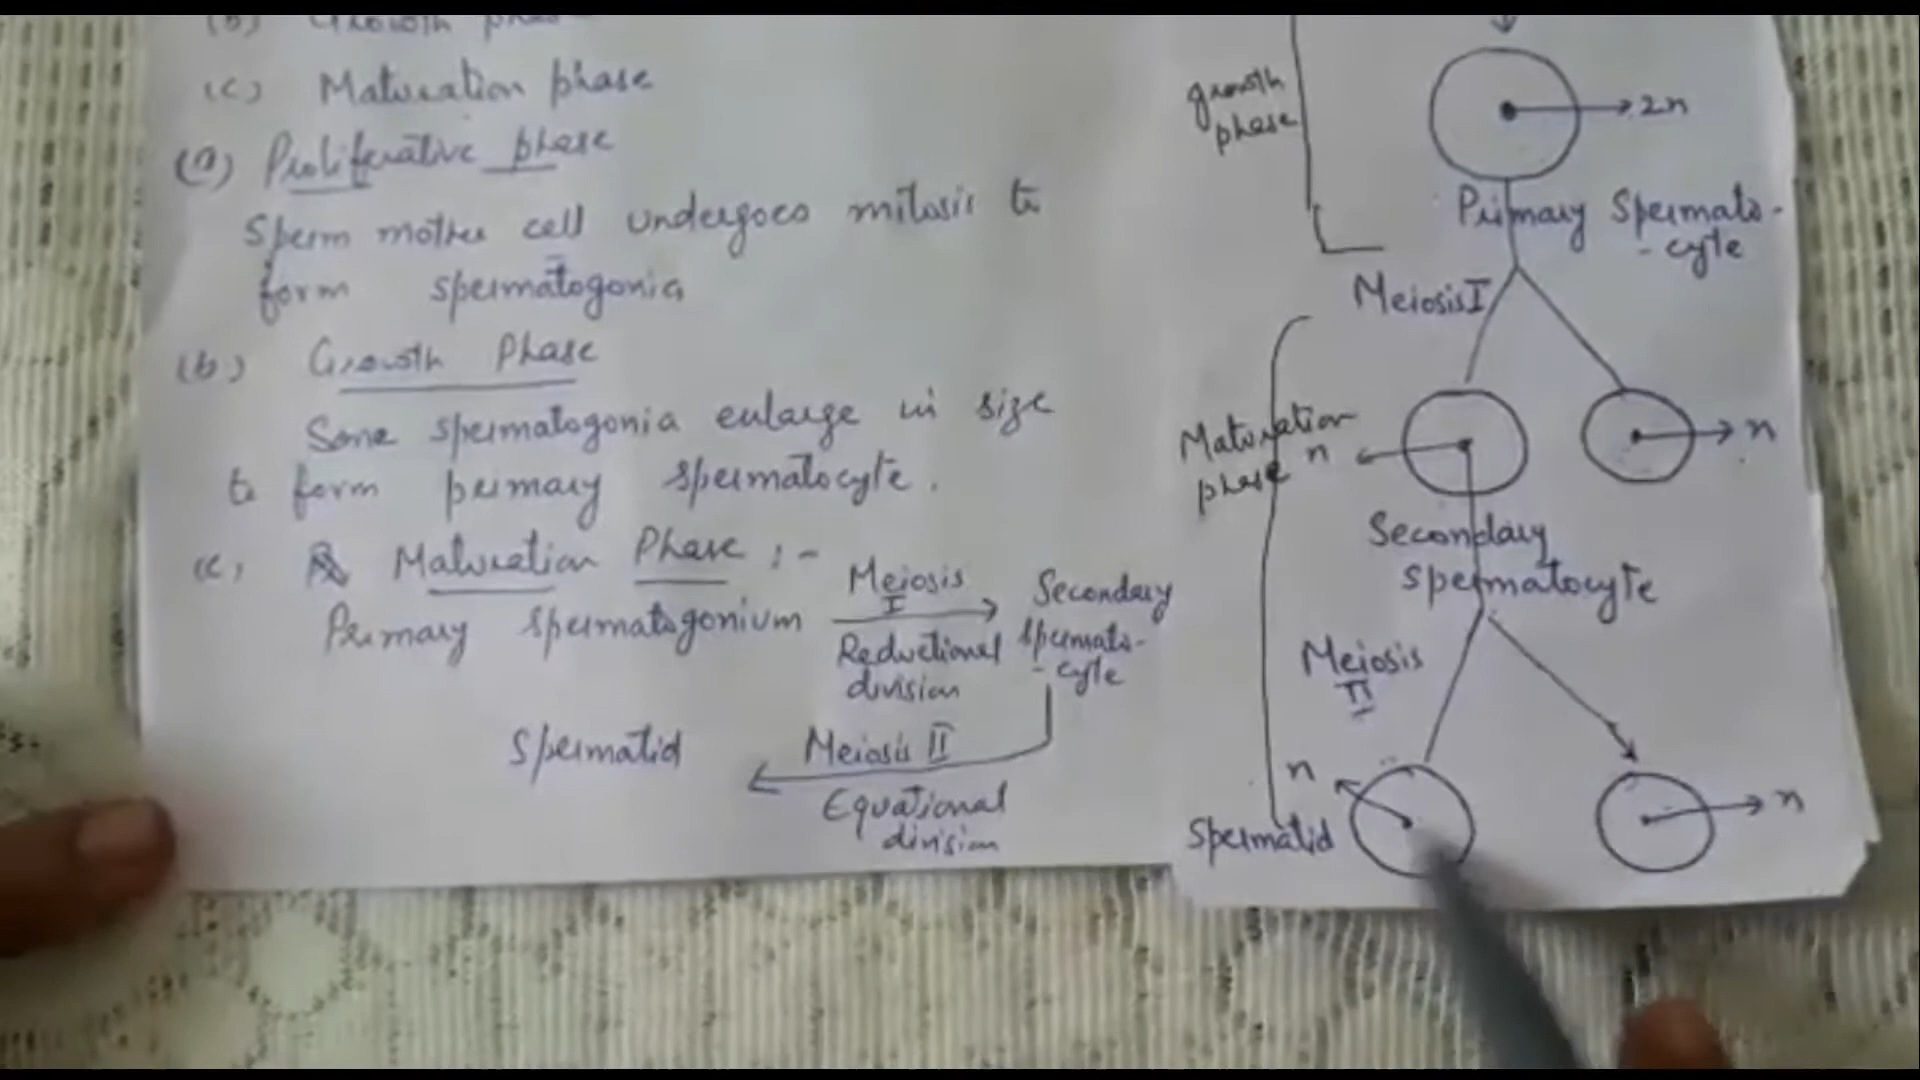 (b) Growth phase
(c) Maturation phase
(a) Proliferative phase
Sperm mother cell undergoes mitosis to
form spermatogonia
(b) Growth Phase
Some spermatogonia enlarge in size
to form primary spermatocyte.
(c) Maturation Phase :-
Primary spermatogonium Meiosis I Secondary
Reductional spermato-
division - cyte
Spermatid Meiosis II
Equational
division
growth
phase
2n
Primary Spermato-
- cyte
Meiosis I
Maturation
phase n
n
Secondary
spermatocyte
Meiosis
II
n
n
Spermatid